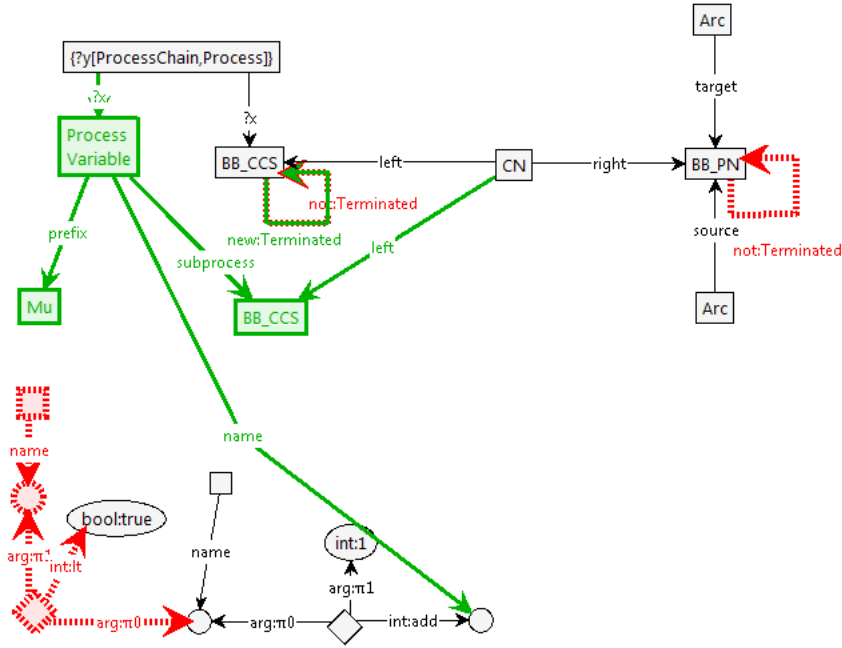 Arc
{?y[ProcessChain,Process]}
target
?x
?x
Process
Variable
BB_CCS
left
CN
right
BB_PN
not:Terminated
new:Terminated
prefix
subprocess
left
source
not:Terminated
Mu
BB_CCS
Arc
name
name
bool:true
name
int:1
arg:π1
int:lt
arg:π1
arg:π0
arg:π0
int:add